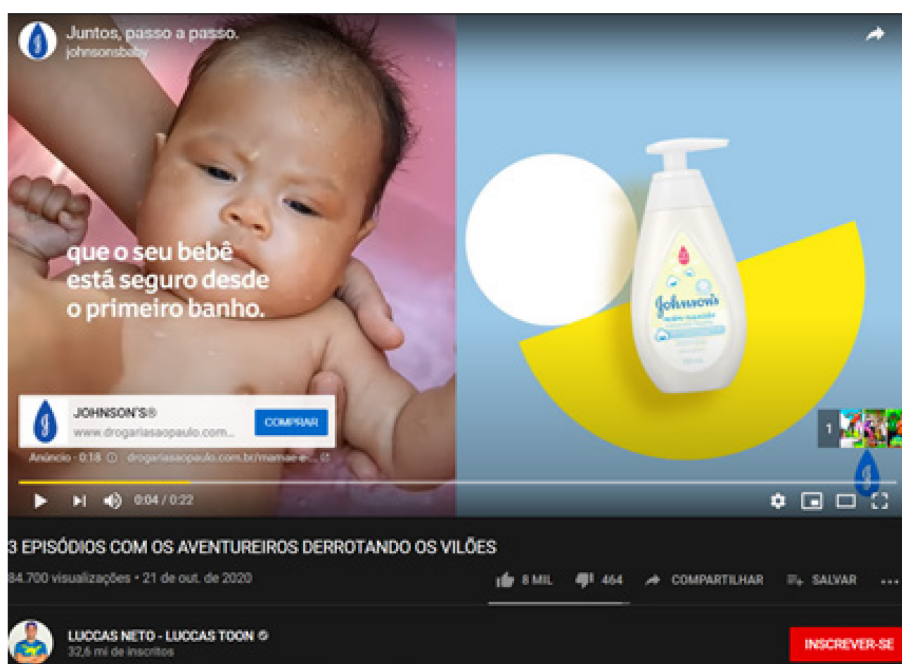 Juntos, passo a passo.
johnsonsbaby
que o seu bebê
está seguro desde
o primeiro banho.
Johnson's
JOHNSON'S®
www.drogariasaopaulo.com...
COMPRAR
1
Anúncio · 0:18 drogariasaopaulo.com.br/mamae-e-...
0:04 / 0:22
3 EPISÓDIOS COM OS AVENTUREIROS DERROTANDO OS VILÕES
84.700 visualizações • 21 de out. de 2020
8 MIL
464
COMPARTILHAR
SALVAR
LUCCAS NETO - LUCCAS TOON
32,6 mi de inscritos
INSCREVER-SE